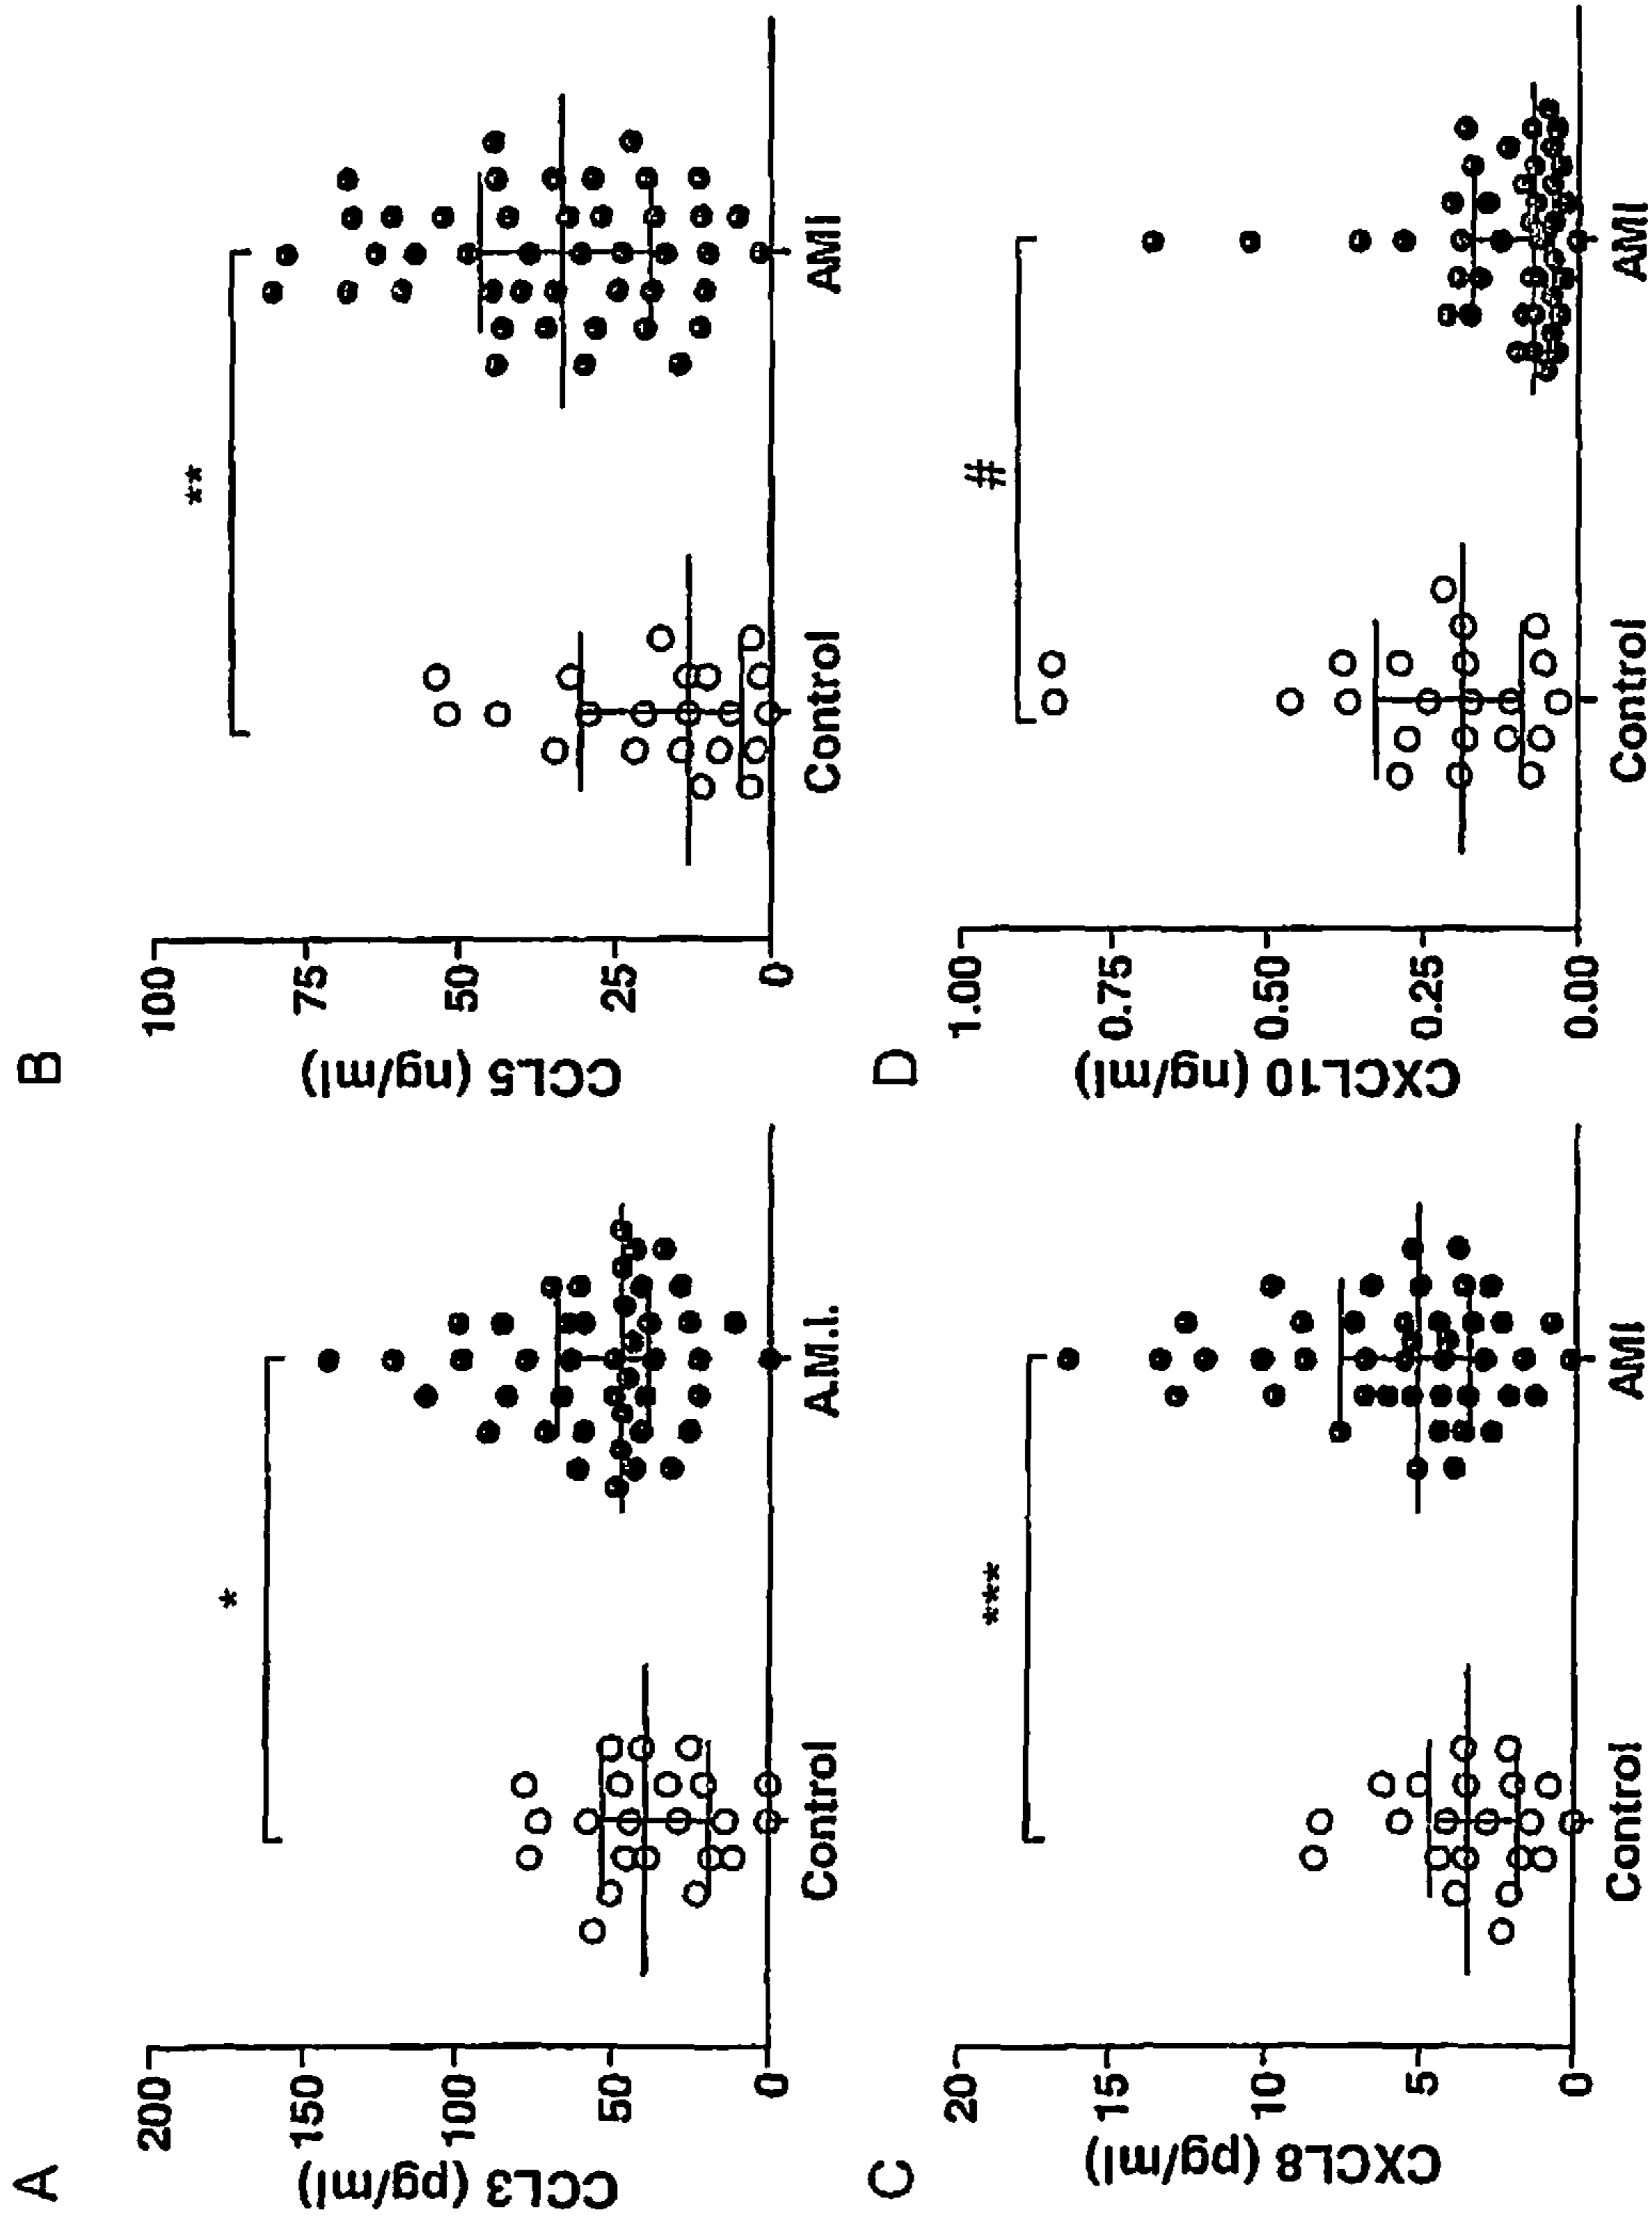 A
CCL3 (pg/ml)
200
150
100
50
0
*
Control
A.M.I.
B
CCL5 (ng/ml)
100
75
50
25
0
**
Control
AMI
C
CXCL8 (pg/ml)
20
15
10
5
0
***
Control
AMI
D
CXCL10 (ng/ml)
1.00
0.75
0.50
0.25
0.00
#
Control
AMI